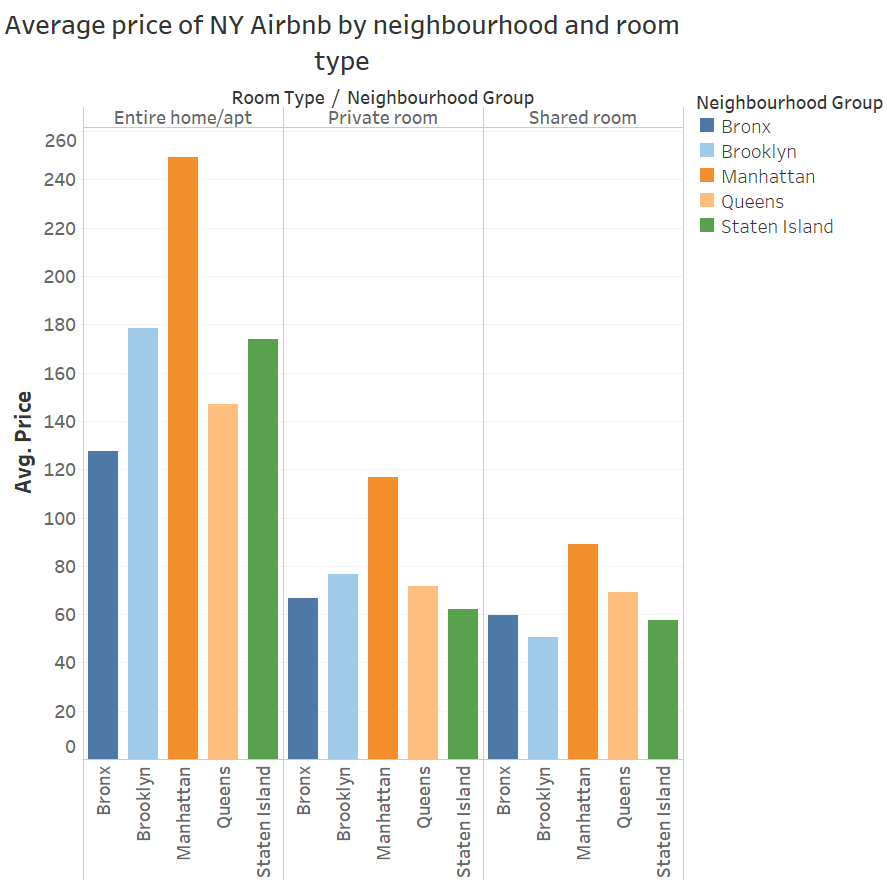 Average price of NY Airbnb by neighbourhood and room
type
Room Type / Neighbourhood Group
Entire home/apt Private room Shared room
Neighbourhood Group
Bronx
Brooklyn
Manhattan
Queens
Staten Island
Avg. Price
260
240
220
200
180
160
140
120
100
80
60
40
20
0
Bronx
Brooklyn
Manhattan
Queens
Staten Island
Bronx
Brooklyn
Manhattan
Queens
Staten Island
Bronx
Brooklyn
Manhattan
Queens
Staten Island